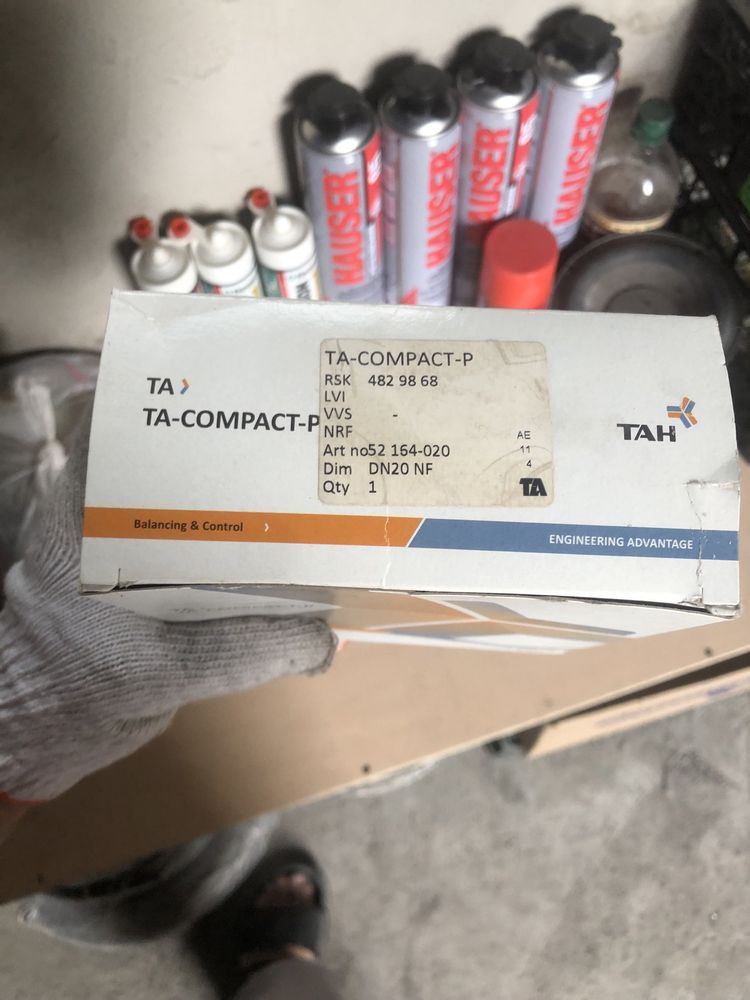 HAUSER
HAUSER
HAUSER
HAUSER
TA
TA-COMPACT-P
TA-COMPACT-P
RSK 482 98 68
LVI
VVS -
NRF
Art no52 164-020
Dim DN20 NF
Qty 1
AE
11
4
TA
TAH
Balancing & Control
ENGINEERING ADVANTAGE